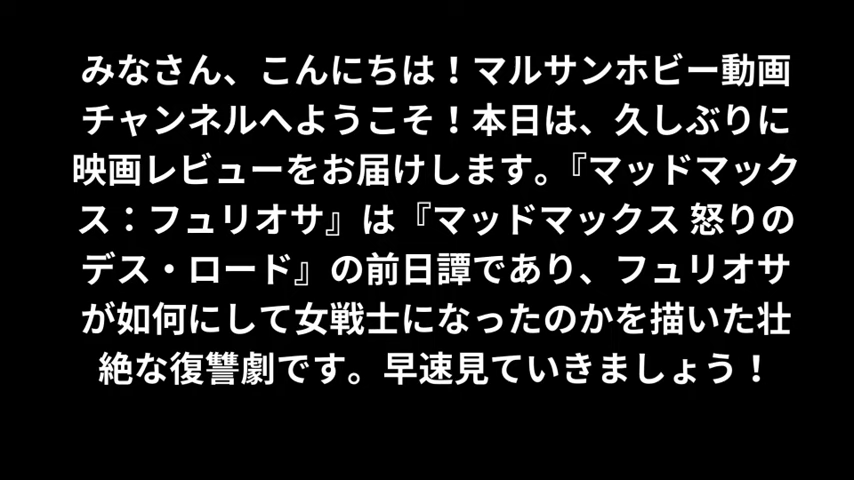 みなさん、こんにちは！マルサンホビー動画
チャンネルへようこそ！本日は、久しぶりに
映画レビューをお届けします。『マッドマック
ス：フュリオサ』は『マッドマックス 怒りの
デス・ロード』の前日譚であり、フュリオサ
が如何にして女戦士になったのかを描いた壮
絶な復讐劇です。早速見ていきましょう！